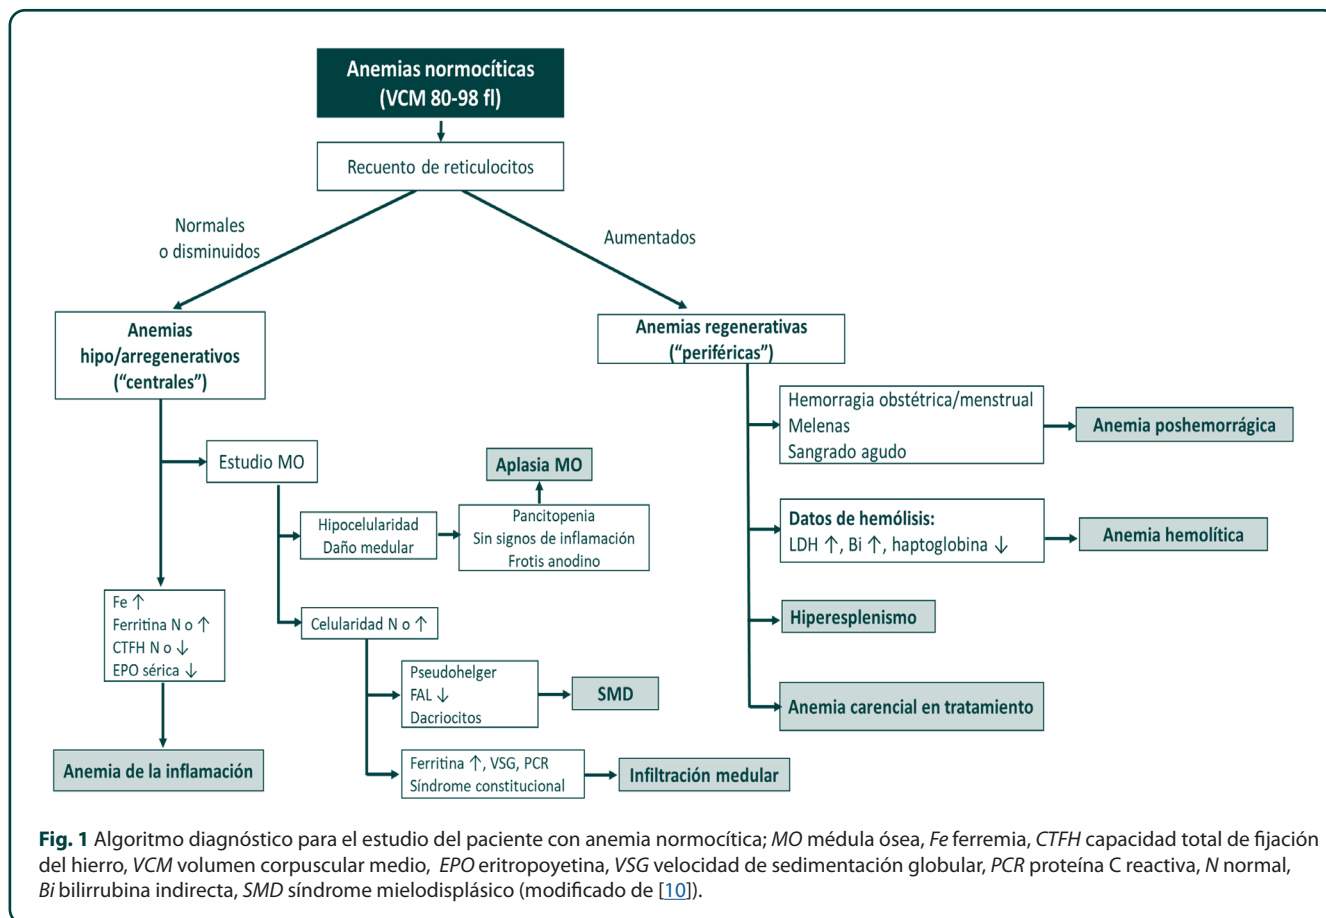 Anemias normocíticas
(VCM 80-98 fl)
Recuento de reticulocitos
Normales
o disminuidos
Aumentados
Anemias
hipo/arregenerativos
(“centrales”)
Anemias regenerativas
(“periféricas”)
Estudio MO
Aplasia MO
Hipocelularidad
Daño medular
Pancitopenia
Sin signos de inflamación
Frotis anodino
Fe ↑
Ferritina N o ↑
CTFH N o ↓
EPO sérica ↓
Celularidad N o ↑
Pseudohelger
FAL ↓
Dacriocitos
SMD
Anemia de la inflamación
Ferritina ↑, VSG, PCR
Síndrome constitucional
Infiltración medular
Hemorragia obstétrica/menstrual
Melenas
Sangrado agudo
Anemia poshemorrágica
Datos de hemólisis:
LDH ↑, Bi ↑, haptoglobina ↓
Anemia hemolítica
Hiperesplenismo
Anemia carencial en tratamiento
Fig. 1 Algoritmo diagnóstico para el estudio del paciente con anemia normocítica; MO médula ósea, Fe ferremia, CTFH capacidad total de fijación
del hierro, VCM volumen corpuscular medio, EPO eritropoyetina, VSG velocidad de sedimentación globular, PCR proteína C reactiva, N normal,
Bi bilirrubina indirecta, SMD síndrome mielodisplásico (modificado de [10]).